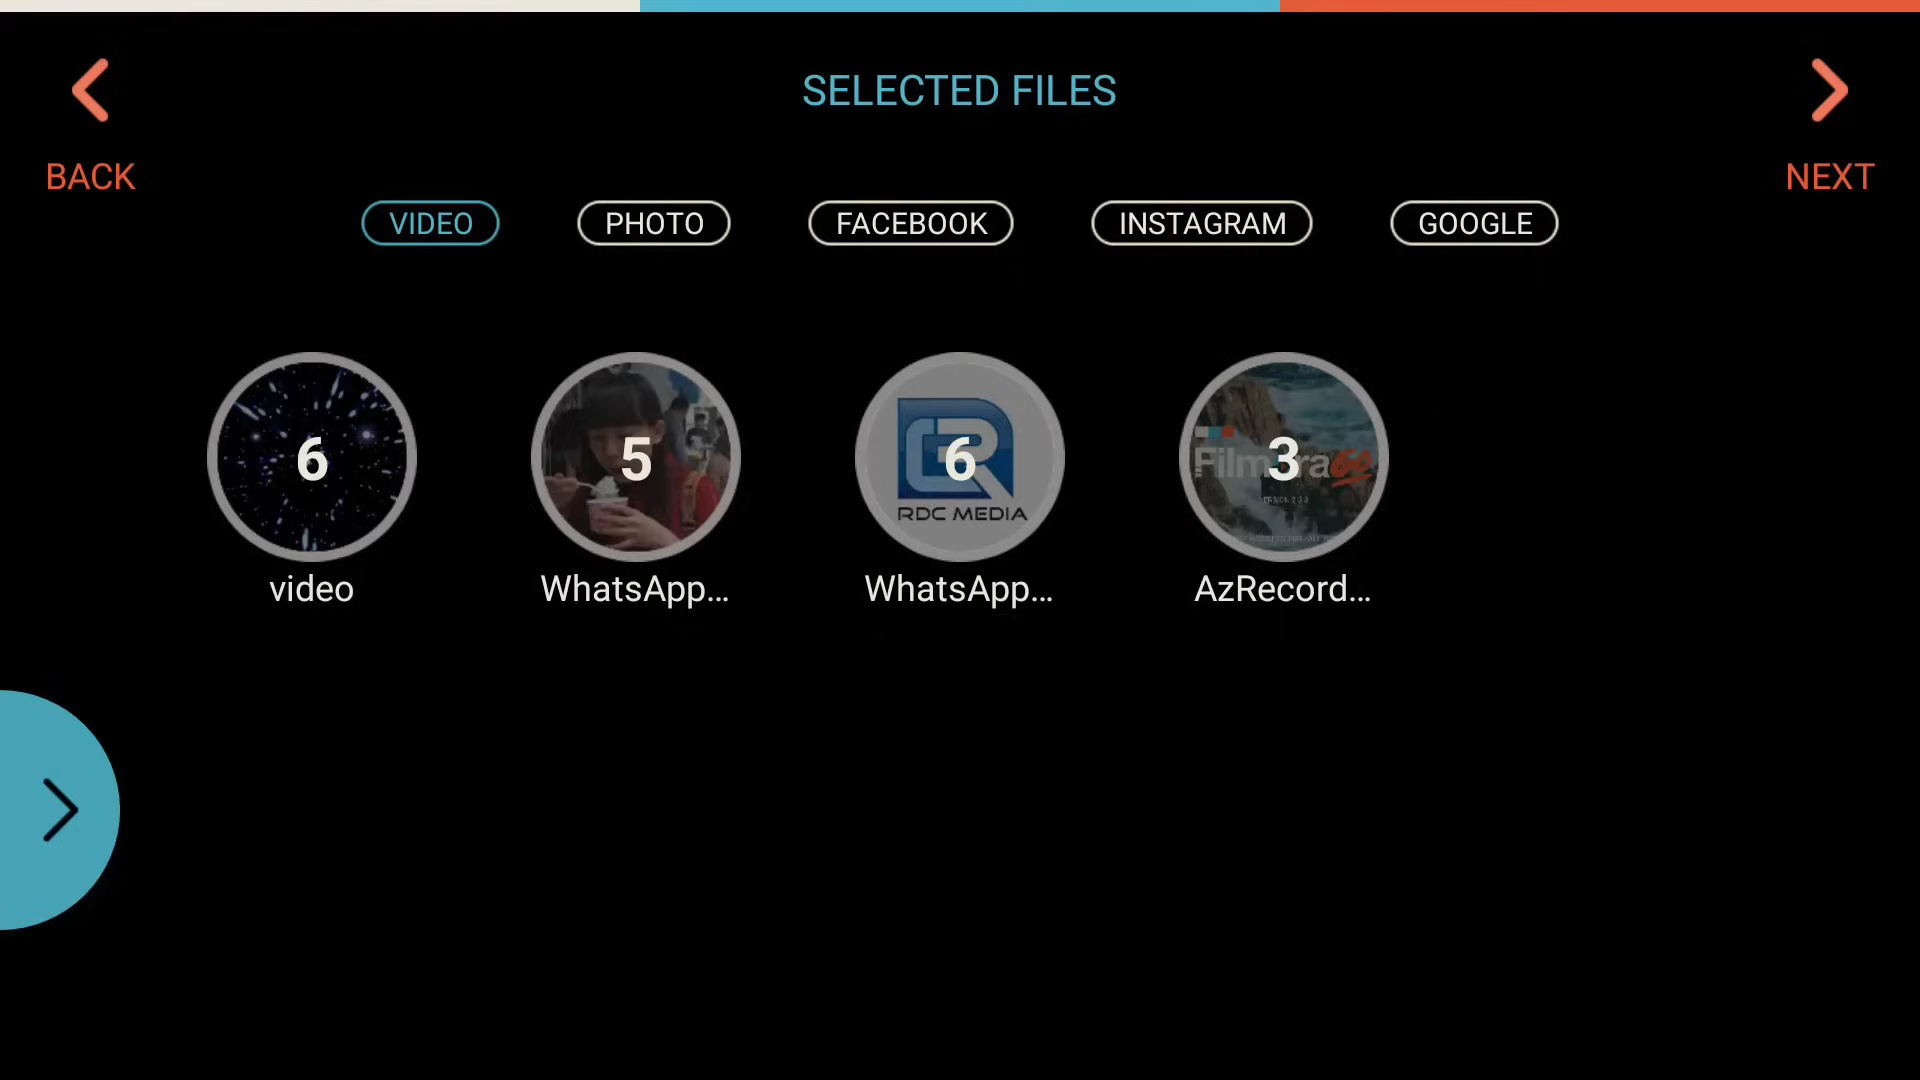 SELECTED FILES
BACK
NEXT
VIDEO
PHOTO
FACEBOOK
INSTAGRAM
GOOGLE
6
5
6
3
RDC MEDIA
video
WhatsApp...
WhatsApp...
AzRecord...